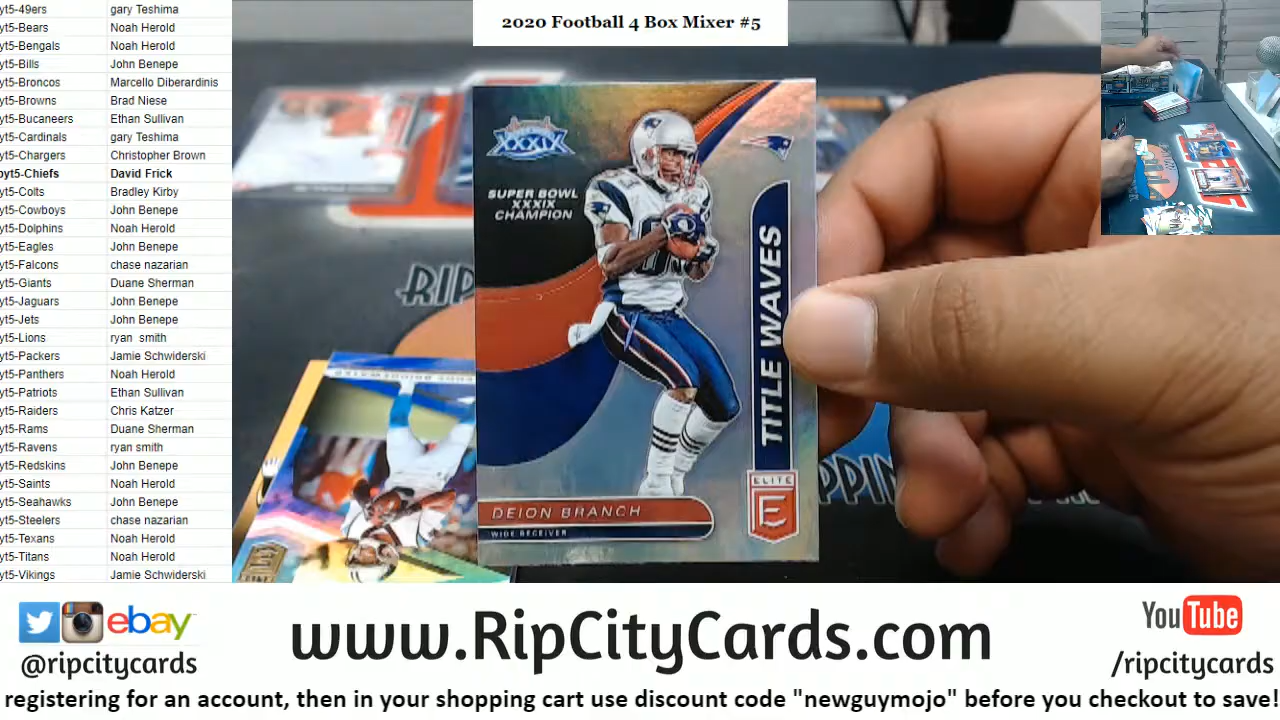 2020 Football 4 Box Mixer #5
yt5-49ers gary Teshima
yt5-Bears Noah Herold
yt5-Bengals Noah Herold
yt5-Bills John Benepe
yt5-Broncos Marcello Diberardinis
yt5-Browns Brad Niese
yt5-Bucaneers Ethan Sullivan
yt5-Cardinals gary Teshima
yt5-Chargers Christopher Brown
oyt5-Chiefs David Frick
yt5-Colts Bradley Kirby
yt5-Cowboys John Benepe
yt5-Dolphins Noah Herold
yt5-Eagles John Benepe
yt5-Falcons chase nazarian
yt5-Giants Duane Sherman
yt5-Jaguars John Benepe
yt5-Jets John Benepe
yt5-Lions ryan smith
yt5-Packers Jamie Schwiderski
yt5-Panthers Noah Herold
yt5-Patriots Ethan Sullivan
yt5-Raiders Chris Katzer
yt5-Rams Duane Sherman
yt5-Ravens ryan smith
yt5-Redskins John Benepe
yt5-Saints Noah Herold
yt5-Seahawks John Benepe
yt5-Steelers chase nazarian
yt5-Texans Noah Herold
yt5-Titans Noah Herold
yt5-Vikings Jamie Schwiderski
XXXIX
SUPER BOWL
XXXIX
CHAMPION
TITLE WAVES
ELITE
E
DEION BRANCH
WIDE RECEIVER
RIP
PPIN
ebay
@ripcitycards
www.RipCityCards.com
YouTube
/ripcitycards
registering for an account, then in your shopping cart use discount code "newguymojo" before you checkout to save!